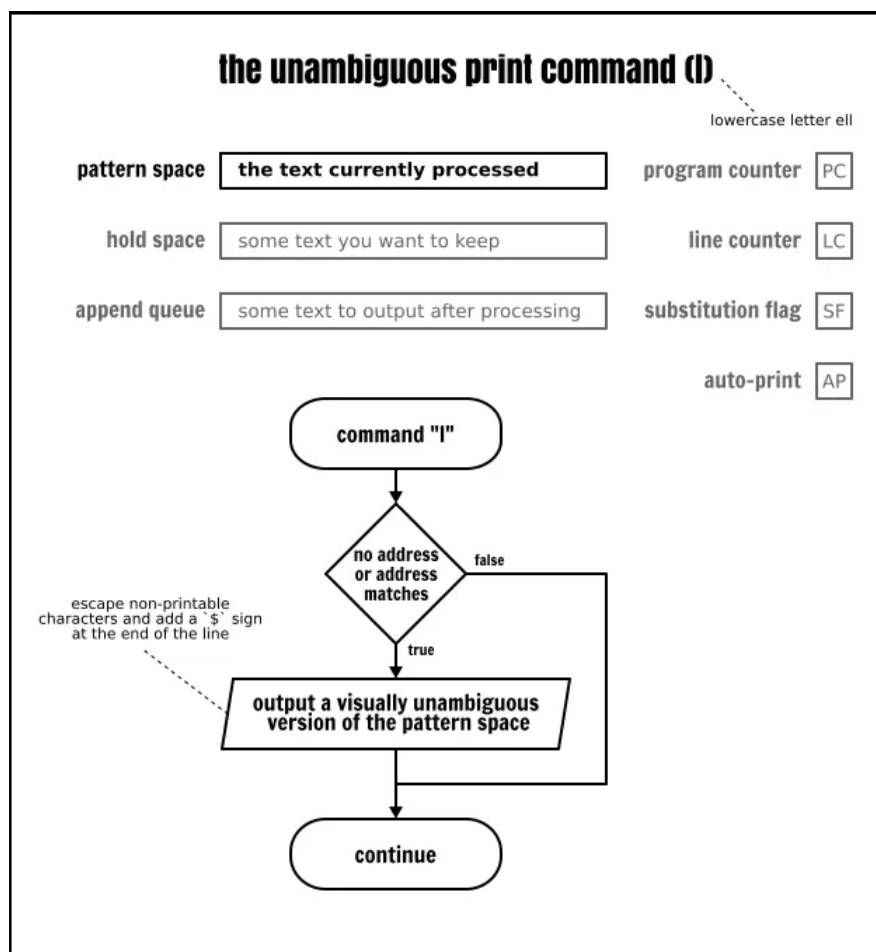 the unambiguous print command (l)
lowercase letter ell
pattern space the text currently processed program counter PC
hold space some text you want to keep line counter LC
append queue some text to output after processing substitution flag SF
auto-print AP
command "l"
no address
or address
matches
false
true
escape non-printable
characters and add a `$` sign
at the end of the line
output a visually unambiguous
version of the pattern space
continue